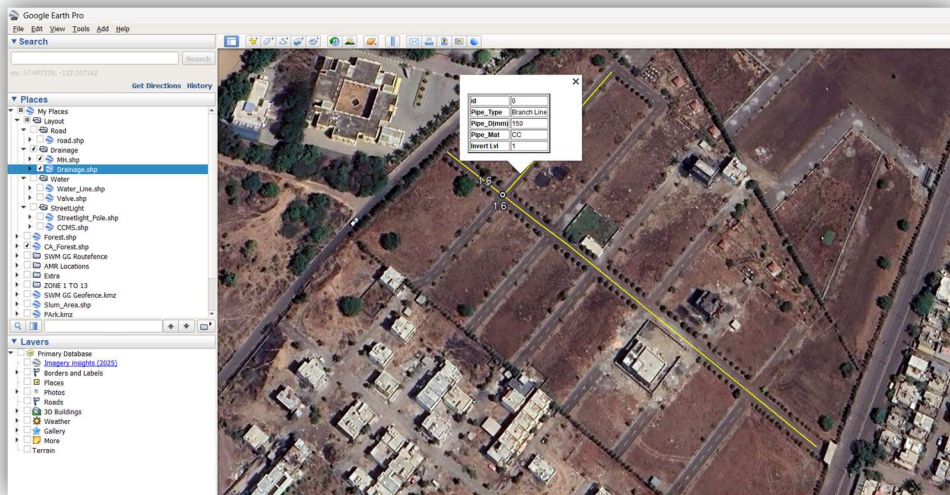 Google Earth Pro
File Edit View Tools Add Help
Search
Search
ex: 37.407229, -122.107162
Get Directions History
Places
My Places
Layout
Road
road.shp
Drainage
MH.shp
Drainage.shp
Water
Water_Line.shp
Valve.shp
StreetLight
Streetlight_Pole.shp
CCMS.shp
Forest.shp
CA_Forest.shp
SWM GG Routefence
AMR Locations
Extra
ZONE 1 TO 13
SWM GG Geofence.kmz
Slum_Area.shp
PArk.kmz
Layers
Primary Database
Imagery insights (2025)
Borders and Labels
Places
Photos
Roads
3D Buildings
Weather
Gallery
More
Terrain
id 0
Pipe_Type Branch Line
Pipe_D(mm) 150
Pipe_Mat CC
Invert Lvl 1
1.6
1.6